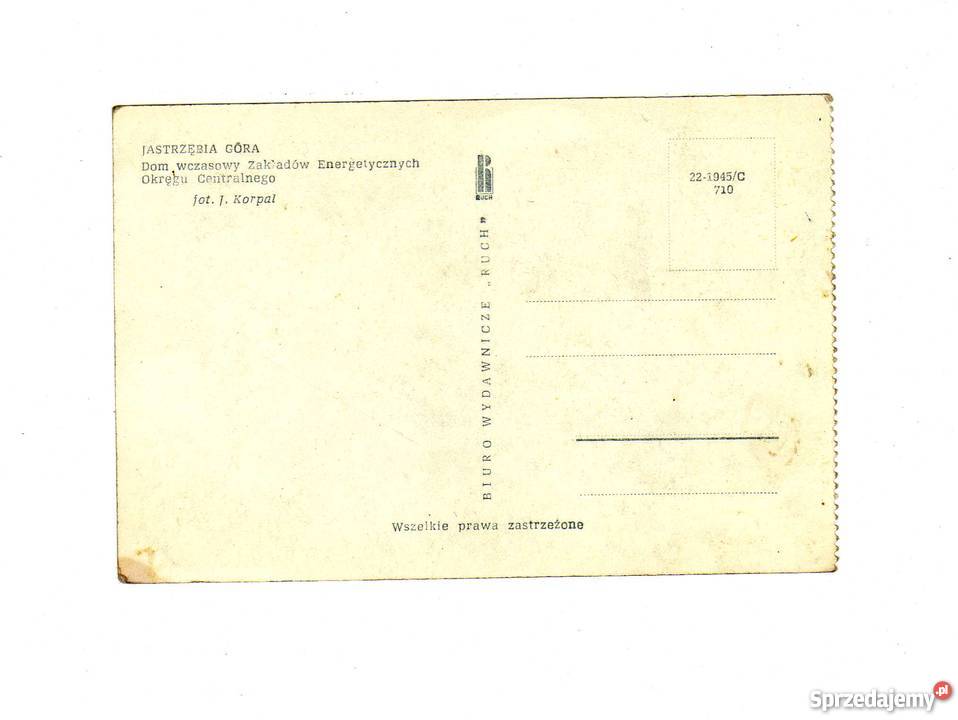 JASTRZĘBIA GÓRA
Dom wczasowy Zakładów Energetycznych
Okręgu Centralnego
fot. J. Korpal
RUCH
BIURO WYDAWNICZE „RUCH”
22-1945/C
710
Wszelkie prawa zastrzeżone
Sprzedajemy.pl